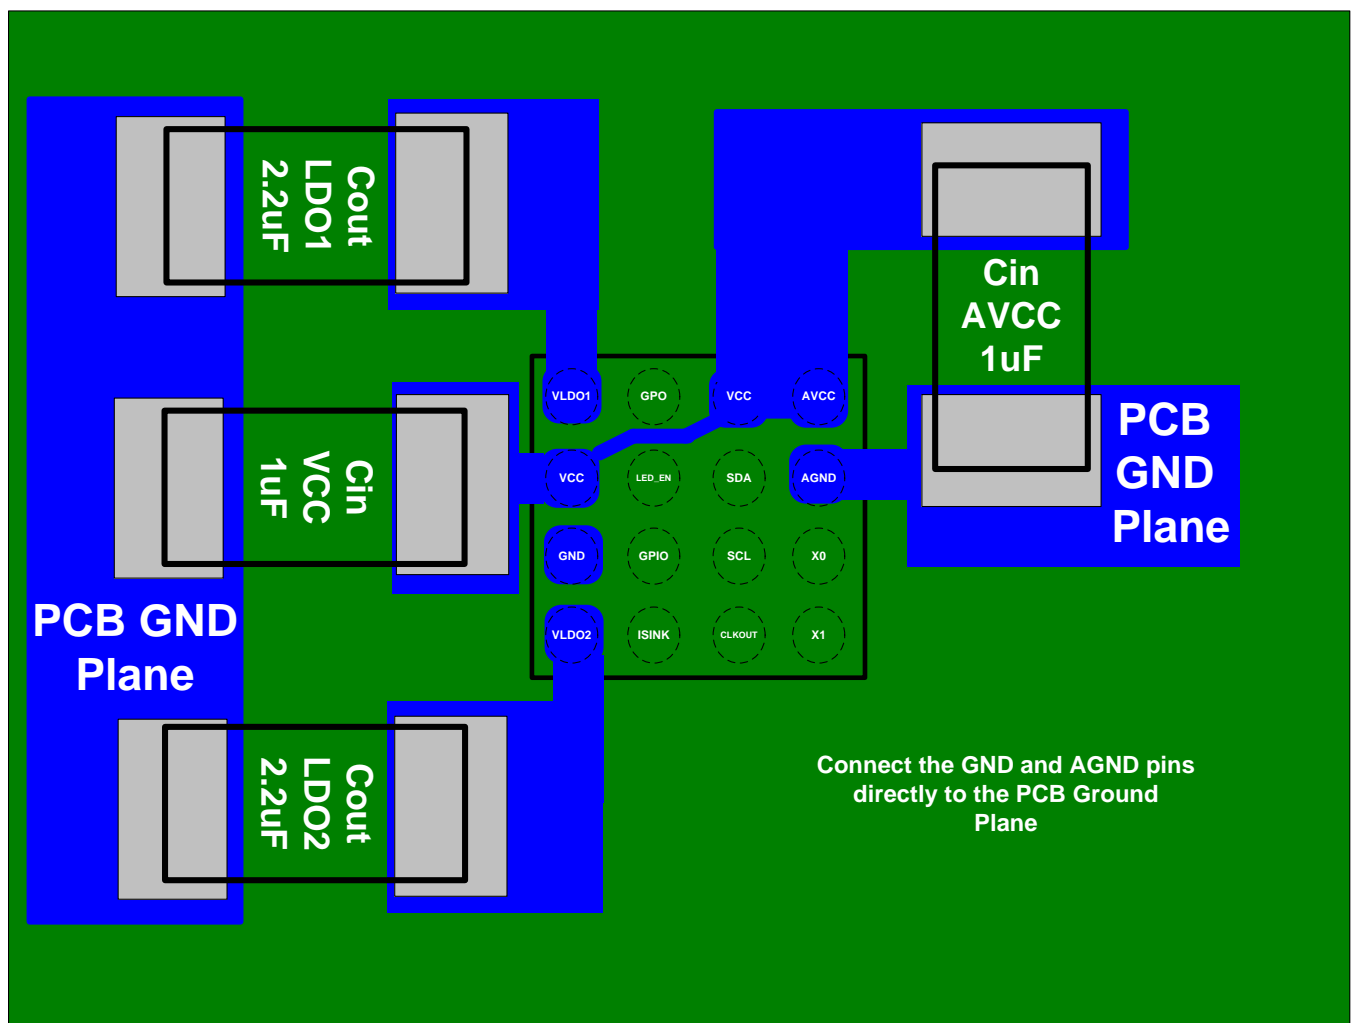 Cout
LDO1
2.2uF
Cin
AVCC
1uF
VLDO1
GPO
VCC
AVCC
PCB
GND
Plane
Cin
VCC
1uF
VCC
LED_EN
SDA
AGND
GND
GPIO
SCL
X0
PCB GND
Plane
VLDO2
ISINK
CLKOUT
X1
Cout
LDO2
2.2uF
Connect the GND and AGND pins
directly to the PCB Ground
Plane